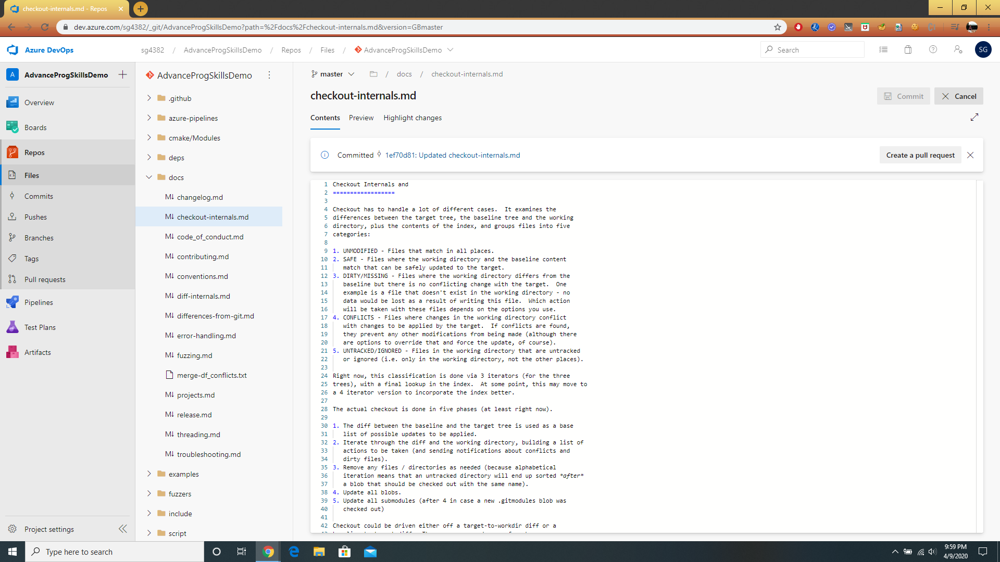 checkout-internals.md - Repos
dev.azure.com/sg4382/_git/AdvanceProgSkillsDemo?path=%2Fdocs%2Fcheckout-internals.md&version=GBmaster
Azure DevOps
sg4382 / AdvanceProgSkillsDemo / Repos / Files / AdvanceProgSkillsDemo
Search
SG
A AdvanceProgSkillsDemo
Overview
Boards
Repos
Files
Commits
Pushes
Branches
Tags
Pull requests
Pipelines
Test Plans
Artifacts
Project settings
AdvanceProgSkillsDemo
.github
azure-pipelines
cmake/Modules
deps
docs
changelog.md
checkout-internals.md
code_of_conduct.md
contributing.md
conventions.md
diff-internals.md
differences-from-git.md
error-handling.md
fuzzing.md
merge-df_conflicts.txt
projects.md
release.md
threading.md
troubleshooting.md
examples
fuzzers
include
script
master / docs / checkout-internals.md
checkout-internals.md
Commit
Cancel
Contents Preview Highlight changes
Committed 1ef70d81: Updated checkout-internals.md
Create a pull request
1 Checkout Internals and
2 ==================
3
4 Checkout has to handle a lot of different cases.  It examines the
5 differences between the target tree, the baseline tree and the working
6 directory, plus the contents of the index, and groups files into five
7 categories:
8
9 1. UNMODIFIED - Files that match in all places.
10 2. SAFE - Files where the working directory and the baseline content
11    match that can be safely updated to the target.
12 3. DIRTY/MISSING - Files where the working directory differs from the
13    baseline but there is no conflicting change with the target.  One
14    example is a file that doesn't exist in the working directory - no
15    data would be lost as a result of writing this file.  Which action
16    will be taken with these files depends on the options you use.
17 4. CONFLICTS - Files where changes in the working directory conflict
18    with changes to be applied by the target.  If conflicts are found,
19    they prevent any other modifications from being made (although there
20    are options to override that and force the update, of course).
21 5. UNTRACKED/IGNORED - Files in the working directory that are untracked
22    or ignored (i.e. only in the working directory, not the other places).
23
24 Right now, this classification is done via 3 iterators (for the three
25 trees), with a final lookup in the index.  At some point, this may move to
26 a 4 iterator version to incorporate the index better.
27
28 The actual checkout is done in five phases (at least right now).
29
30 1. The diff between the baseline and the target tree is used as a base
31    list of possible updates to be applied.
32 2. Iterate through the diff and the working directory, building a list of
33    actions to be taken (and sending notifications about conflicts and
34    dirty files).
35 3. Remove any files / directories as needed (because alphabetical
36    iteration means that an untracked directory will end up sorted *after*
37    a blob that should be checked out with the same name).
38 4. Update all blobs.
39 5. Update all submodules (after 4 in case a new .gitmodules blob was
40    checked out)
41
42 Checkout could be driven either off a target-to-workdir diff or a
Type here to search
9:59 PM
4/9/2020